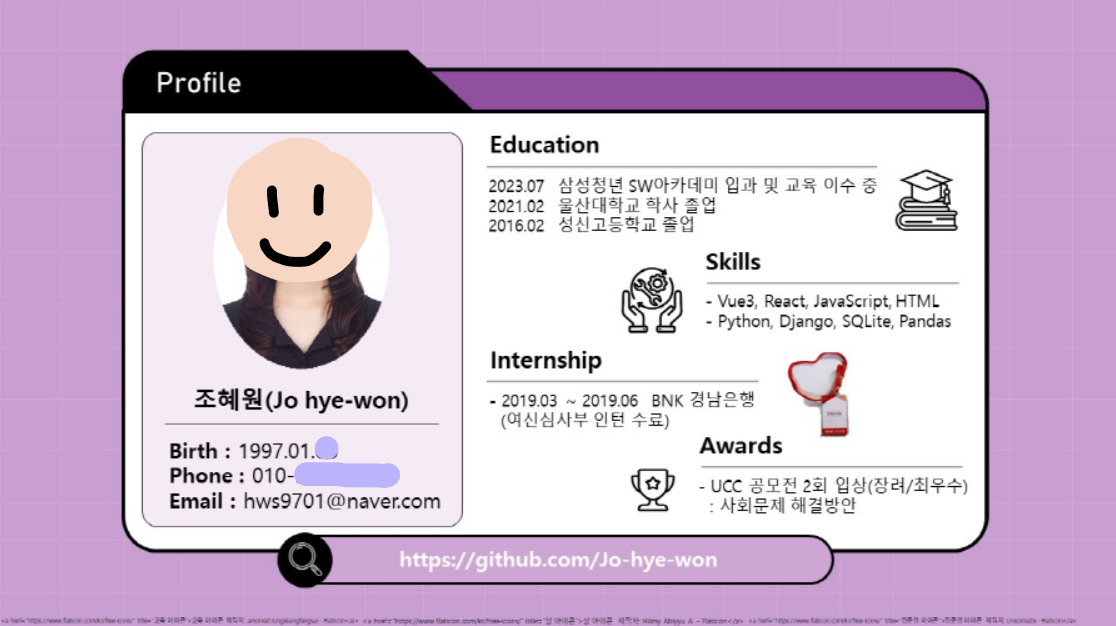 Profile
조혜원(Jo hye-won)
Birth : 1997.01.
Phone : 010-
Email : hws9701@naver.com
Education
2023.07 삼성청년 SW아카데미 입과 및 교육 이수 중
2021.02 울산대학교 학사 졸업
2016.02 성신고등학교 졸업
Skills
- Vue3, React, JavaScript, HTML
- Python, Django, SQLite, Pandas
Internship
- 2019.03 ~ 2019.06 BNK 경남은행
(여신심사부 인턴 수료)
Awards
- UCC 공모전 2회 입상(장려/최우수)
: 사회문제 해결방안
https://github.com/Jo-hye-won